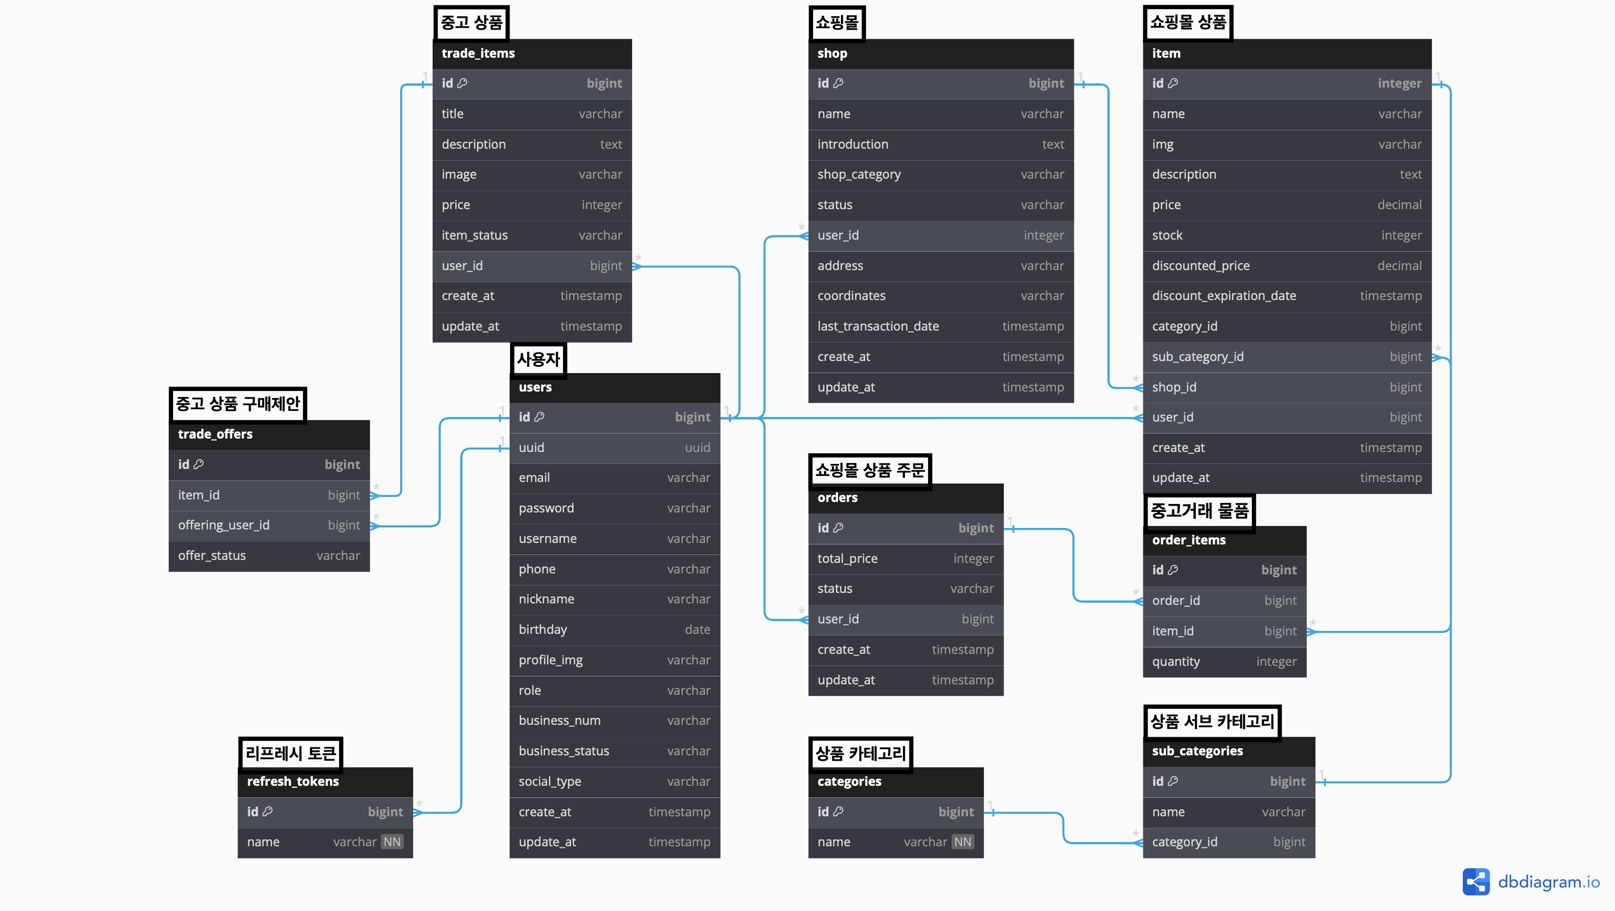 중고 상품
trade_items
id bigint
title varchar
description text
image varchar
price integer
item_status varchar
user_id bigint
create_at timestamp
update_at timestamp
쇼핑몰
shop
id bigint
name varchar
introduction text
shop_category varchar
status varchar
user_id integer
address varchar
coordinates varchar
last_transaction_date timestamp
create_at timestamp
update_at timestamp
쇼핑몰 상품
item
id integer
name varchar
img varchar
description text
price decimal
stock integer
discounted_price decimal
discount_expiration_date timestamp
category_id bigint
sub_category_id bigint
shop_id bigint
user_id bigint
create_at timestamp
update_at timestamp
중고 상품 구매제안
trade_offers
id bigint
item_id bigint
offering_user_id bigint
offer_status varchar
사용자
users
id bigint
uuid uuid
email varchar
password varchar
username varchar
phone varchar
nickname varchar
birthday date
profile_img varchar
role varchar
business_num varchar
business_status varchar
social_type varchar
create_at timestamp
update_at timestamp
쇼핑몰 상품 주문
orders
id bigint
total_price integer
status varchar
user_id bigint
create_at timestamp
update_at timestamp
중고거래 물품
order_items
id bigint
order_id bigint
item_id bigint
quantity integer
리프레시 토큰
refresh_tokens
id bigint
name varchar NN
상품 카테고리
categories
id bigint
name varchar NN
상품 서브 카테고리
sub_categories
id bigint
name varchar
category_id bigint
dbdiagram.io